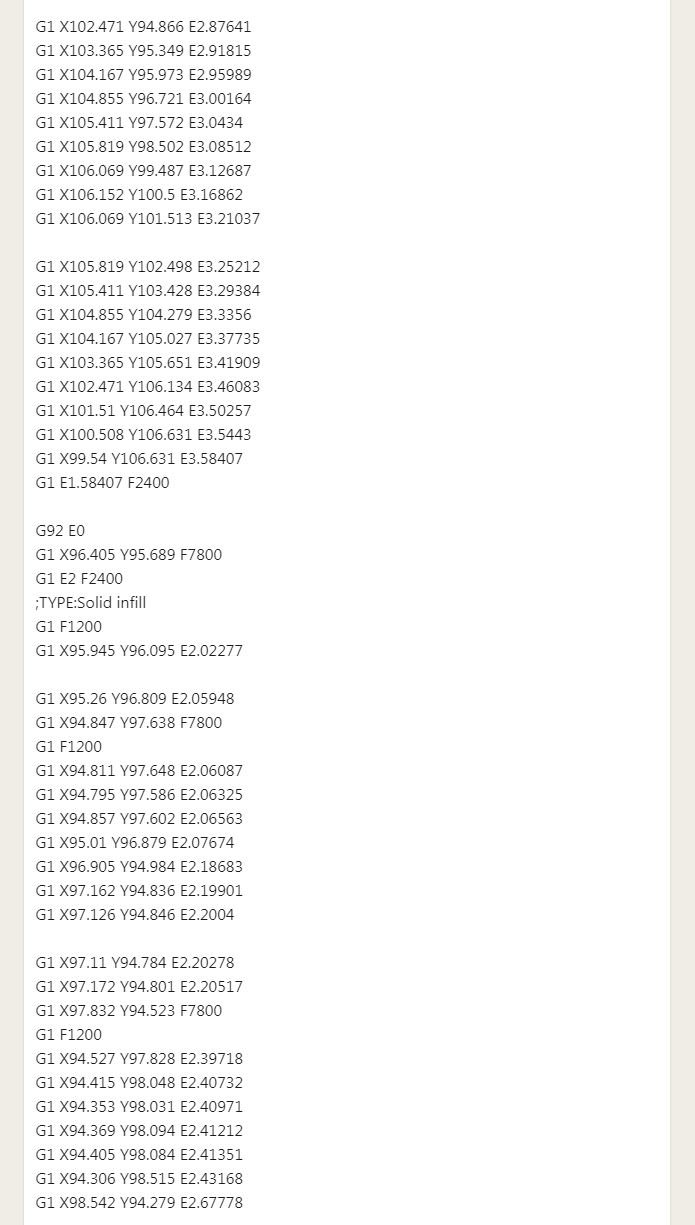 G1 X102.471 Y94.866 E2.87641
G1 X103.365 Y95.349 E2.91815
G1 X104.167 Y95.973 E2.95989
G1 X104.855 Y96.721 E3.00164
G1 X105.411 Y97.572 E3.0434
G1 X105.819 Y98.502 E3.08512
G1 X106.069 Y99.487 E3.12687
G1 X106.152 Y100.5 E3.16862
G1 X106.069 Y101.513 E3.21037
G1 X105.819 Y102.498 E3.25212
G1 X105.411 Y103.428 E3.29384
G1 X104.855 Y104.279 E3.3356
G1 X104.167 Y105.027 E3.37735
G1 X103.365 Y105.651 E3.41909
G1 X102.471 Y106.134 E3.46083
G1 X101.51 Y106.464 E3.50257
G1 X100.508 Y106.631 E3.5443
G1 X99.54 Y106.631 E3.58407
G1 E1.58407 F2400
G92 E0
G1 X96.405 Y95.689 F7800
G1 E2 F2400
;TYPE:Solid infill
G1 F1200
G1 X95.945 Y96.095 E2.02277
G1 X95.26 Y96.809 E2.05948
G1 X94.847 Y97.638 F7800
G1 F1200
G1 X94.811 Y97.648 E2.06087
G1 X94.795 Y97.586 E2.06325
G1 X94.857 Y97.602 E2.06563
G1 X95.01 Y96.879 E2.07674
G1 X96.905 Y94.984 E2.18683
G1 X97.162 Y94.836 E2.19901
G1 X97.126 Y94.846 E2.2004
G1 X97.11 Y94.784 E2.20278
G1 X97.172 Y94.801 E2.20517
G1 X97.832 Y94.523 F7800
G1 F1200
G1 X94.527 Y97.828 E2.39718
G1 X94.415 Y98.048 E2.40732
G1 X94.353 Y98.031 E2.40971
G1 X94.369 Y98.094 E2.41212
G1 X94.405 Y98.084 E2.41351
G1 X94.306 Y98.515 E2.43168
G1 X98.542 Y94.279 E2.67778